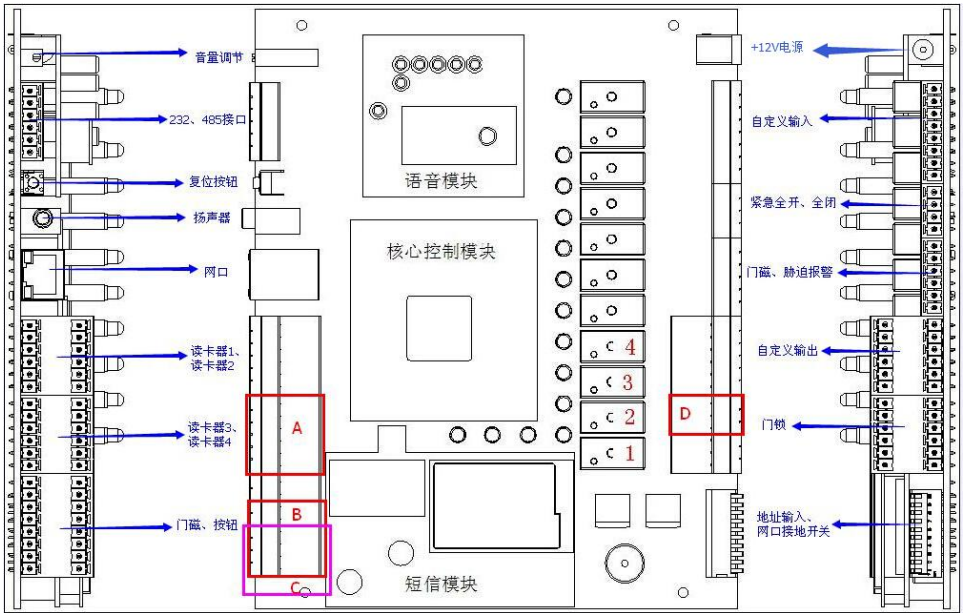 音量调节
232、485接口
复位按钮
扬声器
网口
读卡器1、
读卡器2
读卡器3、
读卡器4
门磁、按钮
语音模块
核心控制模块
短信模块
A
B
C
4
3
2
1
D
+12V电源
自定义输入
紧急全开、全闭
门磁、胁迫报警
自定义输出
门锁
地址输入、
网口接地开关